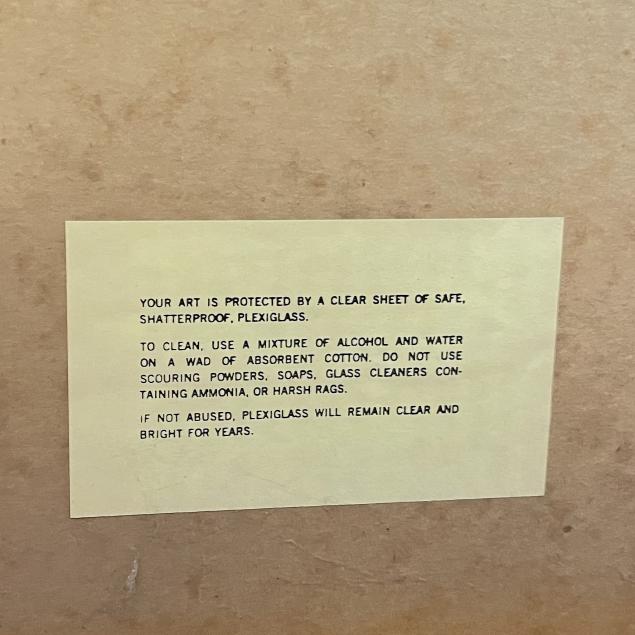 YOUR ART IS PROTECTED BY A CLEAR SHEET OF SAFE,
SHATTERPROOF, PLEXIGLASS.
TO CLEAN, USE A MIXTURE OF ALCOHOL AND WATER
ON A WAD OF ABSORBENT COTTON. DO NOT USE
SCOURING POWDERS, SOAPS, GLASS CLEANERS CON-
TAINING AMMONIA, OR HARSH RAGS.
IF NOT ABUSED, PLEXIGLASS WILL REMAIN CLEAR AND
BRIGHT FOR YEARS.